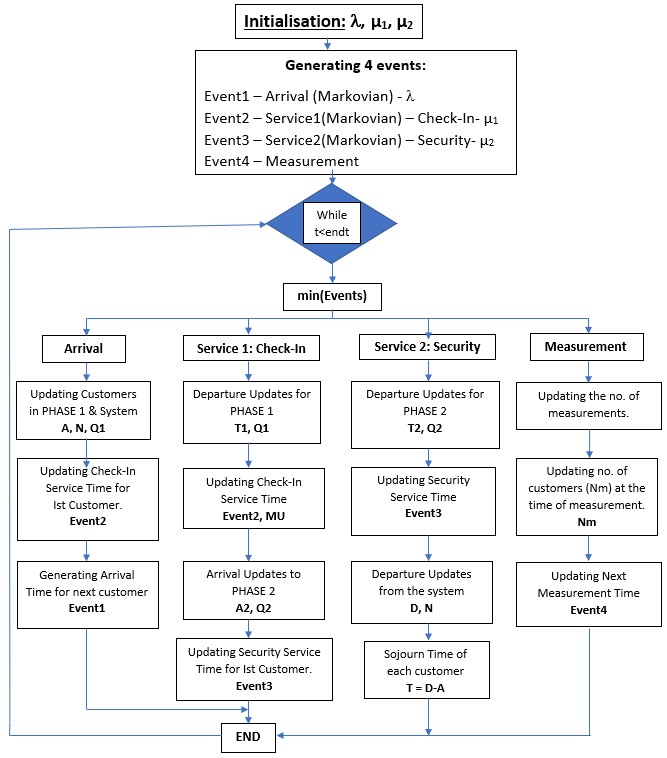 Initialisation: λ, μ1, μ2
Generating 4 events:
Event1 – Arrival (Markovian) - λ
Event2 – Service1(Markovian) – Check-In- μ1
Event3 – Service2(Markovian) – Security- μ2
Event4 – Measurement
While
t<endt
min(Events)
Arrival
Updating Customers
in PHASE 1 & System
A, N, Q1
Updating Check-In
Service Time for
Ist Customer.
Event2
Generating Arrival
Time for next customer
Event1
Service 1: Check-In
Departure Updates for
PHASE 1
T1, Q1
Updating Check-In
Service Time
Event2, MU
Arrival Updates to
PHASE 2
A2, Q2
Updating Security Service
Time for Ist Customer.
Event3
Service 2: Security
Departure Updates for
PHASE 2
T2, Q2
Updating Security
Service Time
Event3
Departure Updates
from the system
D, N
Sojourn Time of
each customer
T = D-A
Measurement
Updating the no. of
measurements.
Updating no. of
customers (Nm) at the
time of measurement.
Nm
Updating Next
Measurement Time
Event4
END